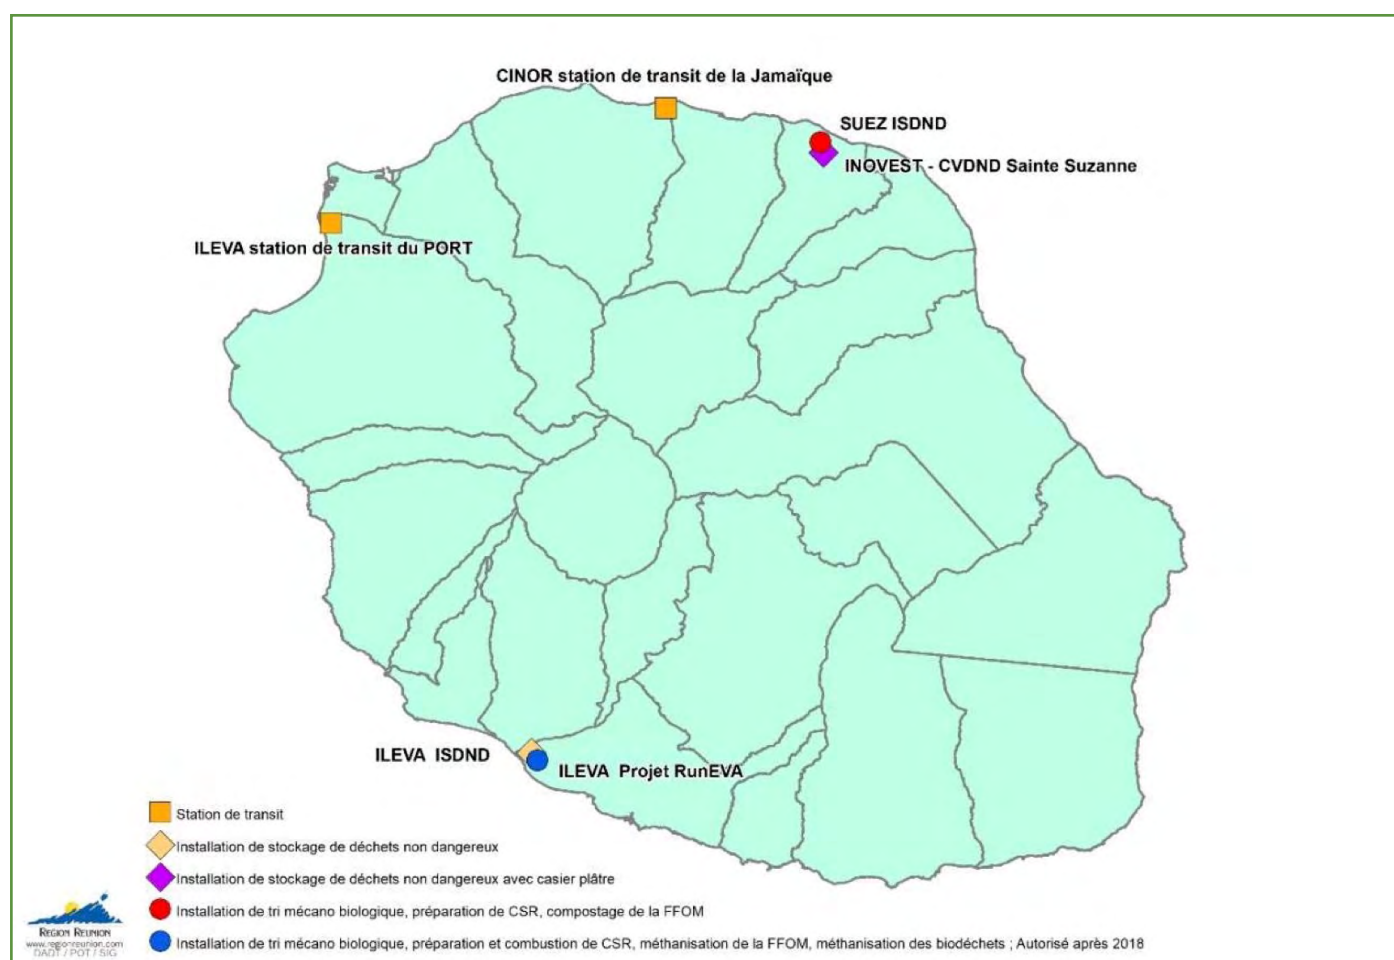 CINOR station de transit de la Jamaïque
SUEZ ISDND
INOVEST - CVDND Sainte Suzanne
ILEVA station de transit du PORT
ILEVA ISDND
ILEVA Projet RunEVA
Station de transit
Installation de stockage de déchets non dangereux
Installation de stockage de déchets non dangereux avec casier plâtre
Installation de tri mécano biologique, préparation de CSR, compostage de la FFOM
Installation de tri mécano biologique, préparation et combustion de CSR, méthanisation de la FFOM, méthanisation des biodéchets ; Autorisé après 2018
REGION REUNION
www.regionreunion.com
DADT / POT / SIG